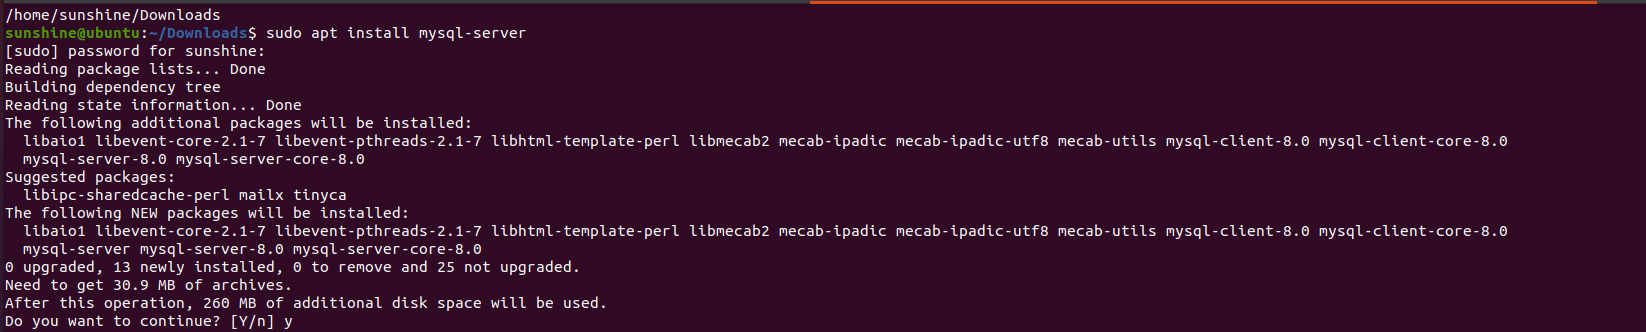 /home/sunshine/Downloads
sunshine@ubuntu:~/Downloads$ sudo apt install mysql-server
[sudo] password for sunshine:
Reading package lists... Done
Building dependency tree
Reading state information... Done
The following additional packages will be installed:
  libaio1 libevent-core-2.1-7 libevent-pthreads-2.1-7 libhtml-template-perl libmecab2 mecab-ipadic mecab-ipadic-utf8 mecab-utils mysql-client-8.0 mysql-client-core-8.0
  mysql-server-8.0 mysql-server-core-8.0
Suggested packages:
  libipc-sharedcache-perl mailx tinyca
The following NEW packages will be installed:
  libaio1 libevent-core-2.1-7 libevent-pthreads-2.1-7 libhtml-template-perl libmecab2 mecab-ipadic mecab-ipadic-utf8 mecab-utils mysql-client-8.0 mysql-client-core-8.0
  mysql-server mysql-server-8.0 mysql-server-core-8.0
0 upgraded, 13 newly installed, 0 to remove and 25 not upgraded.
Need to get 30.9 MB of archives.
After this operation, 260 MB of additional disk space will be used.
Do you want to continue? [Y/n] y